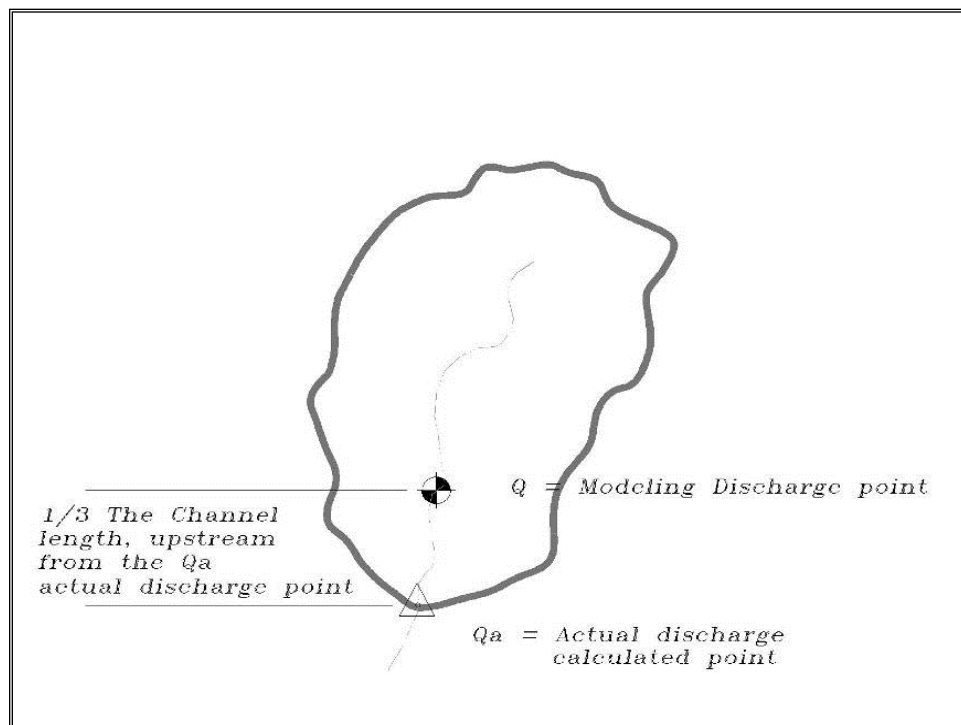 Q = Modeling Discharge point
1/3 The Channel
length, upstream
from the Qa
actual discharge point
Qa = Actual discharge
calculated point